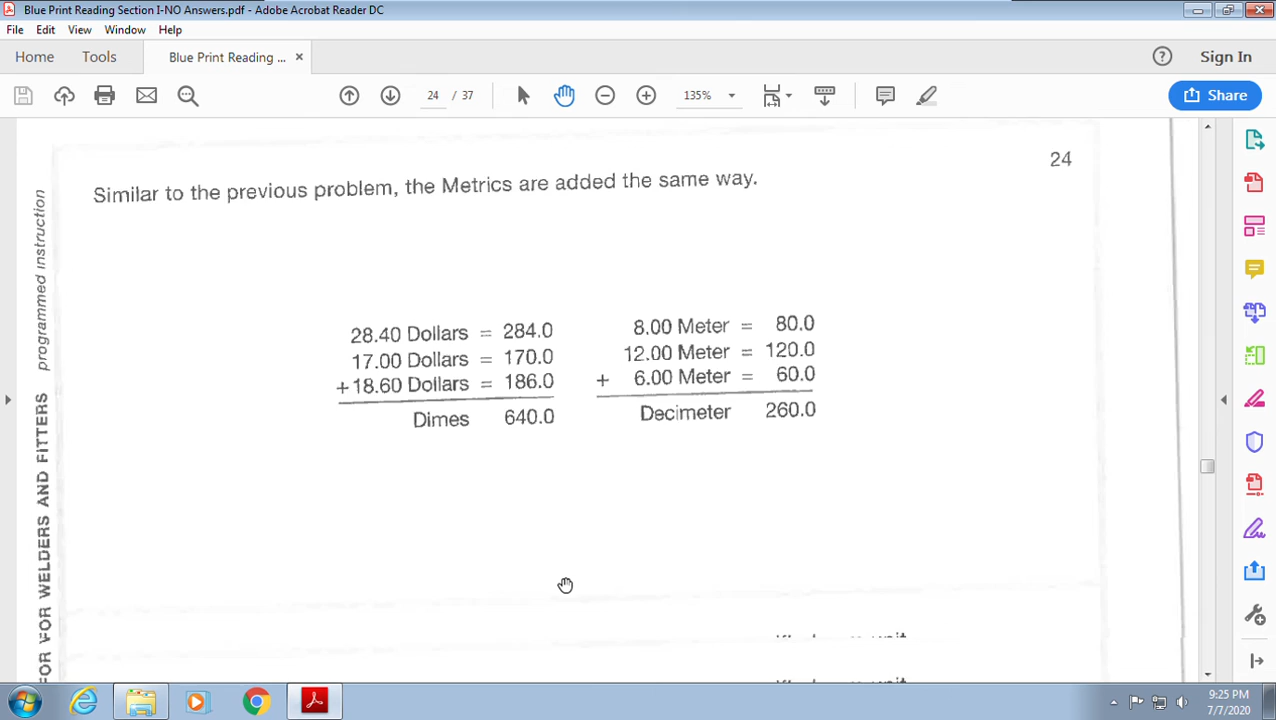 Blue Print Reading Section I-NO Answers.pdf - Adobe Acrobat Reader DC
File Edit View Window Help
Home Tools Blue Print Reading ... ×
? Sign In
24 / 37 135% Share
24
Similar to the previous problem, the Metrics are added the same way.
28.40 Dollars = 284.0
17.00 Dollars = 170.0
+18.60 Dollars = 186.0
Dimes 640.0
8.00 Meter = 80.0
12.00 Meter = 120.0
+ 6.00 Meter = 60.0
Decimeter 260.0
FOR FOR WELDERS AND FITTERS programmed instruction
9:25 PM
7/7/2020